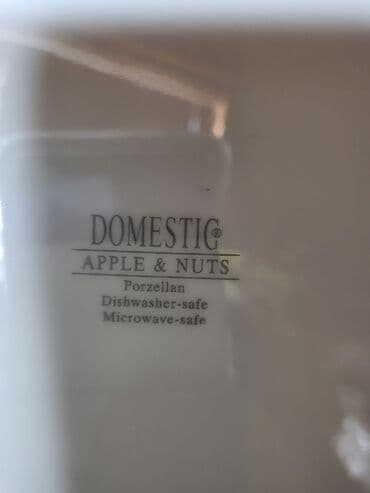 DOMESTIC®
APPLE & NUTS
Porzellan
Dishwasher-safe
Microwave-safe